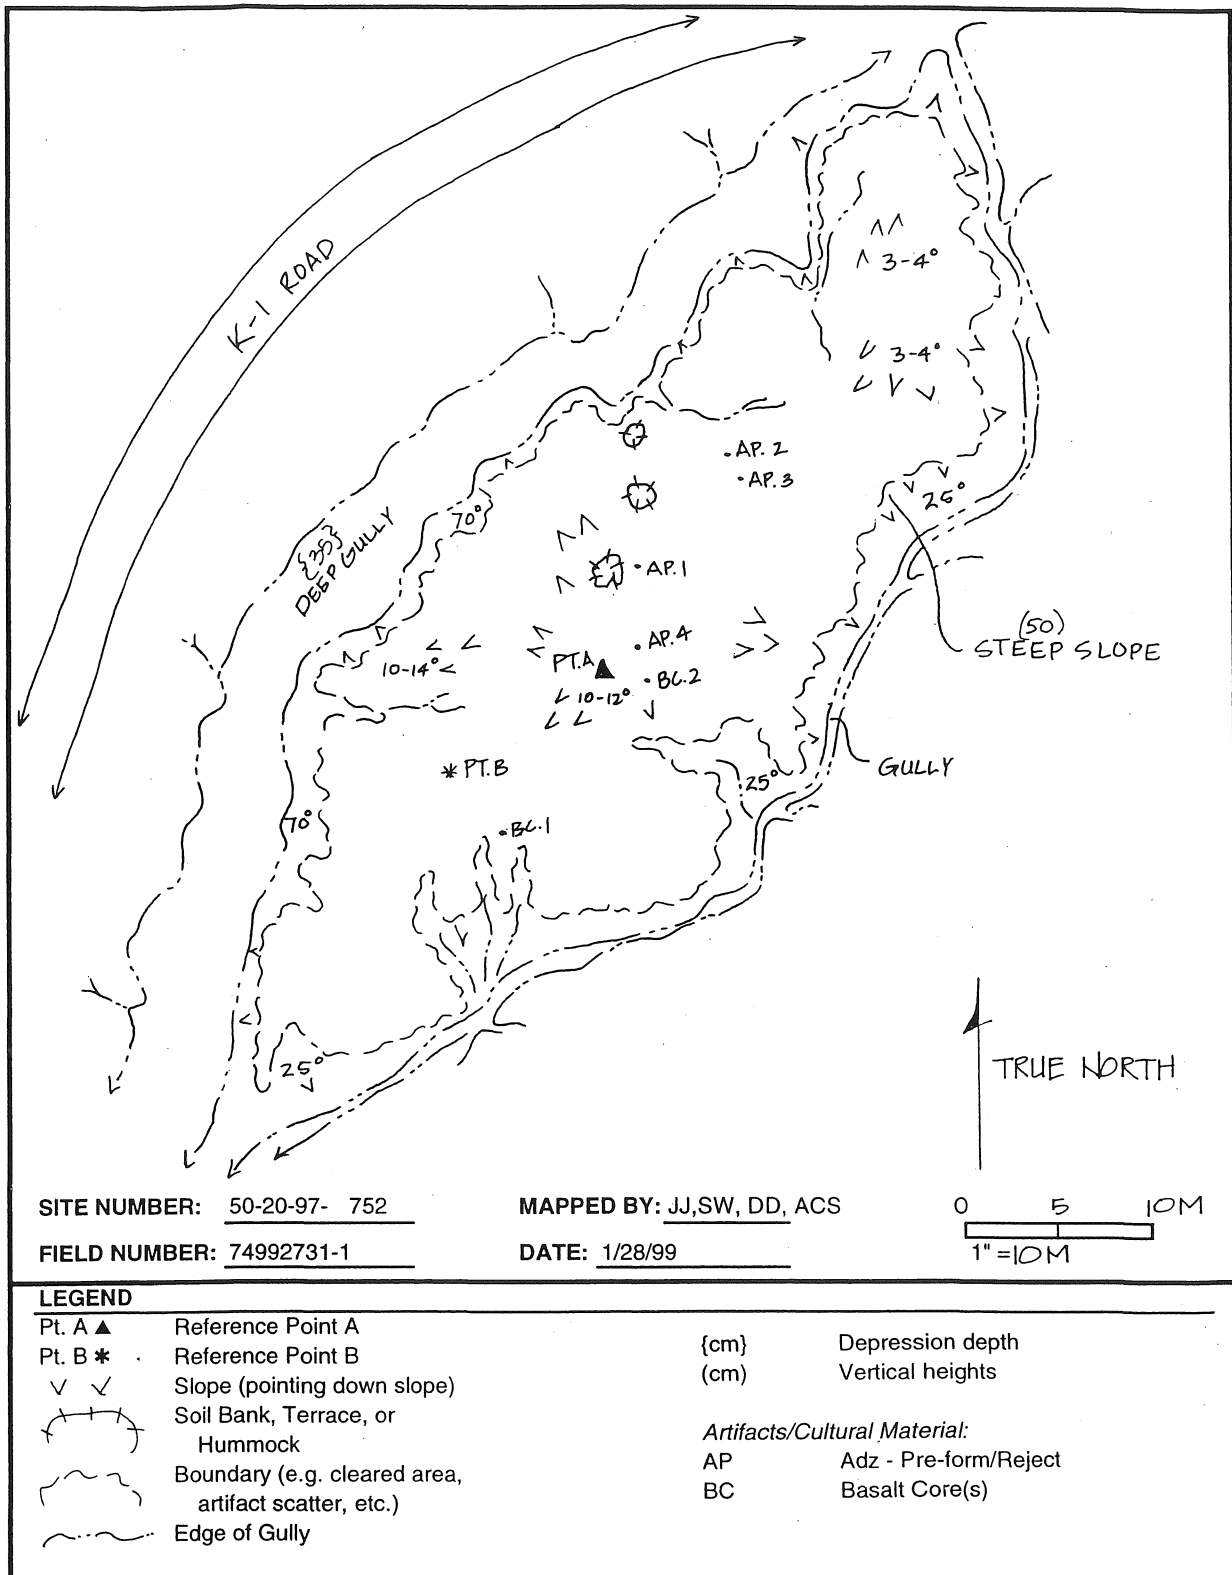 K-1 ROAD
3-4°
3-4°
AP. 2
AP. 3
70°
25°
{35}
DEEP GULLY
AP. 1
(50)
STEEP SLOPE
AP. 4
PT. A
10-14°
BC. 2
10-12°
PT. B
25°
GULLY
70°
BC. 1
25°
TRUE NORTH
SITE NUMBER: 50-20-97- 752
MAPPED BY: JJ,SW, DD, ACS
0 5 10M
FIELD NUMBER: 74992731-1
DATE: 1/28/99
1" =10M
LEGEND
Pt. A Reference Point A
Pt. B Reference Point B
Slope (pointing down slope)
Soil Bank, Terrace, or
Hummock
Boundary (e.g. cleared area,
artifact scatter, etc.)
Edge of Gully
{cm} Depression depth
(cm) Vertical heights
Artifacts/Cultural Material:
AP Adz - Pre-form/Reject
BC Basalt Core(s)